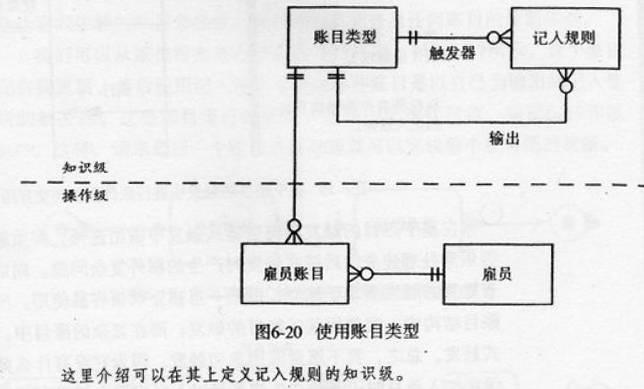 账目类型
记入规则
触发器
输出
知识级
操作级
雇员账目
雇员
图6-20 使用账目类型
这里介绍可以在其上定义记入规则的知识级。